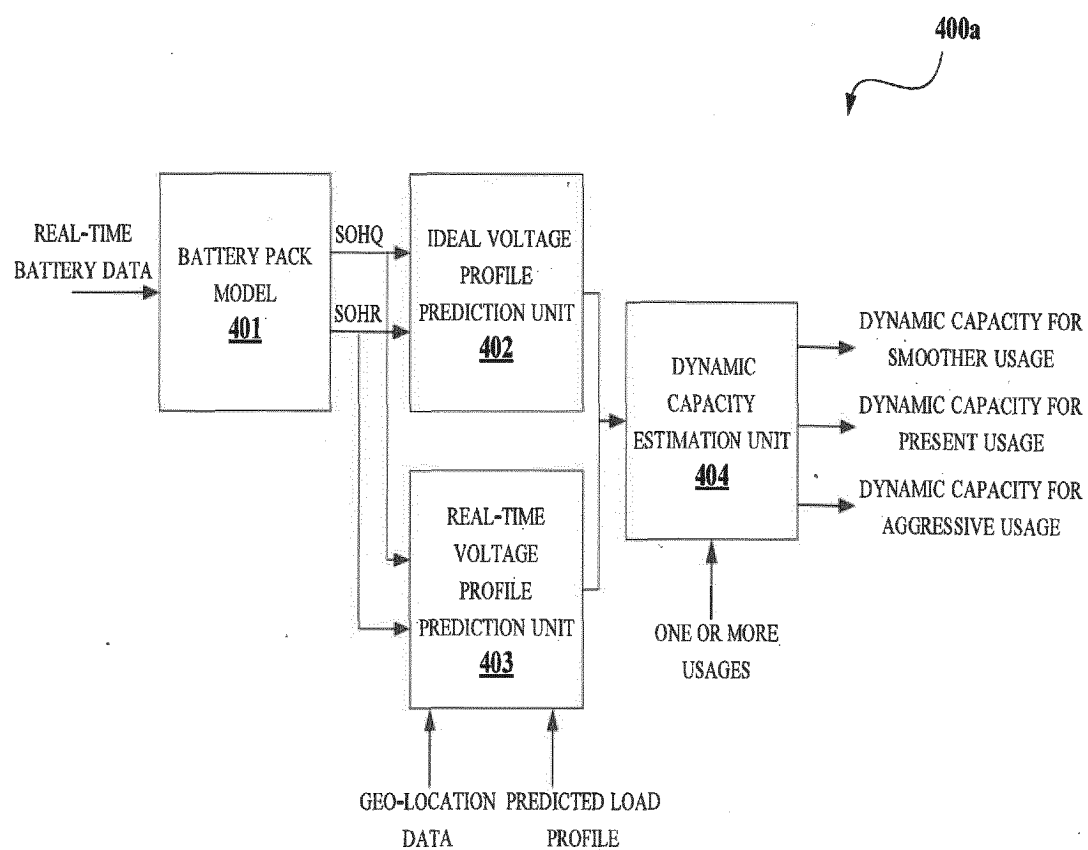 400a
REAL-TIME
BATTERY DATA
BATTERY PACK
MODEL
401
SOHQ
SOHR
IDEAL VOLTAGE
PROFILE
PREDICTION UNIT
402
REAL-TIME
VOLTAGE
PROFILE
PREDICTION UNIT
403
GEO-LOCATION
DATA
PREDICTED LOAD
PROFILE
DYNAMIC
CAPACITY
ESTIMATION UNIT
404
ONE OR MORE
USAGES
DYNAMIC CAPACITY FOR
SMOOTHER USAGE
DYNAMIC CAPACITY FOR
PRESENT USAGE
DYNAMIC CAPACITY FOR
AGGRESSIVE USAGE